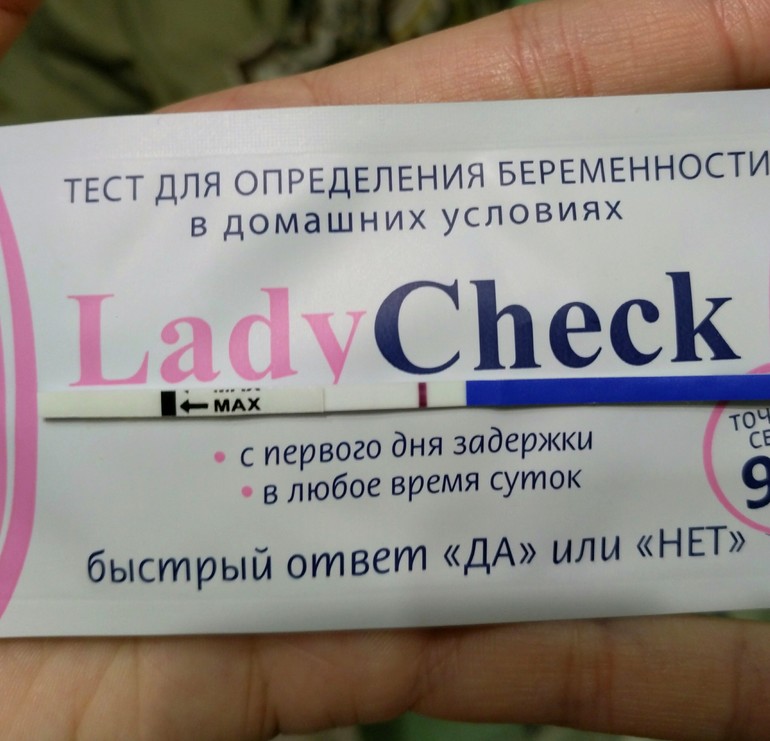 ТЕСТ ДЛЯ ОПРЕДЕЛЕНИЯ БЕРЕМЕННОСТИ
в домашних условиях
LadyCheck
MAX
• с первого дня задержки
• в любое время суток
быстрый ответ «ДА» или «НЕТ»